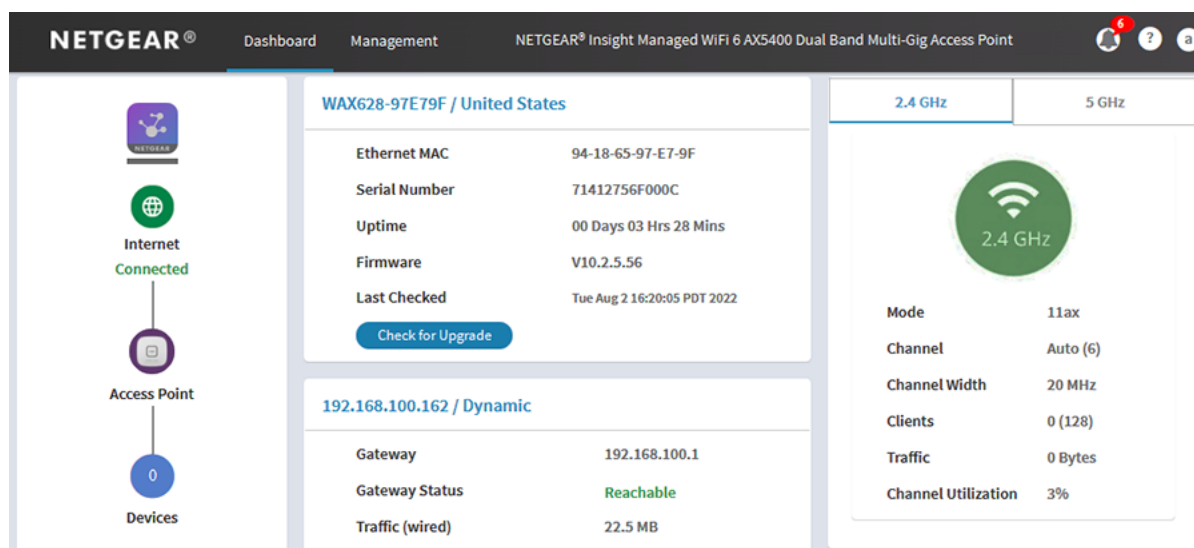 NETGEAR® Dashboard Management NETGEAR® Insight Managed WiFi 6 AX5400 Dual Band Multi-Gig Access Point 6 ? a
NETGEAR
Internet
Connected
Access Point
0
Devices
WAX628-97E79F / United States
Ethernet MAC 94-18-65-97-E7-9F
Serial Number 71412756F000C
Uptime 00 Days 03 Hrs 28 Mins
Firmware V10.2.5.56
Last Checked Tue Aug 2 16:20:05 PDT 2022
Check for Upgrade
192.168.100.162 / Dynamic
Gateway 192.168.100.1
Gateway Status Reachable
Traffic (wired) 22.5 MB
2.4 GHz 5 GHz
2.4 GHz
Mode 11ax
Channel Auto (6)
Channel Width 20 MHz
Clients 0 (128)
Traffic 0 Bytes
Channel Utilization 3%